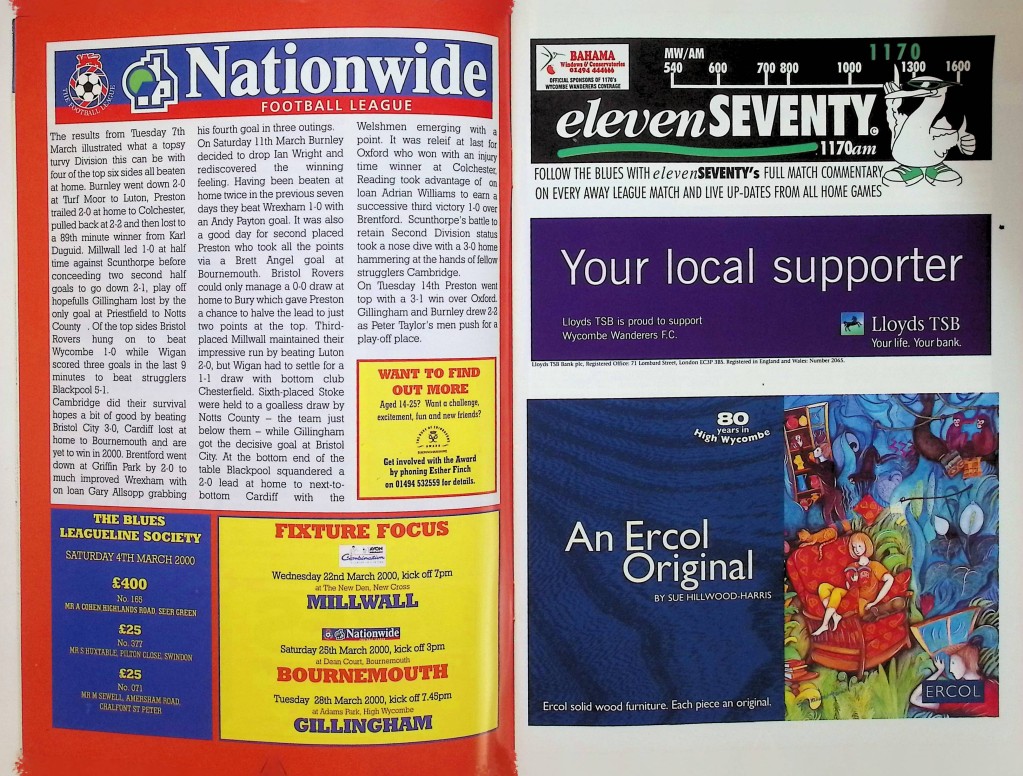 THE FOOTBALL LEAGUE
Nationwide
FOOTBALL LEAGUE
The results from Tuesday 7th
March illustrated what a topsy
turvy Division this can be with
four of the top six sides all beaten
at home. Burnley went down 2-0
at Turf Moor to Luton, Preston
trailed 2-0 at home to Colchester,
pulled back at 2-2 and then lost to
a 89th minute winner from Karl
Duguid. Millwall led 1-0 at half
time against Scunthorpe before
conceeding two second half
goals to go down 2-1, play off
hopefulls Gillingham lost by the
only goal at Priestfield to Notts
County . Of the top sides Bristol
Rovers hung on to beat
Wycombe 1-0 while Wigan
scored three goals in the last 9
minutes to beat strugglers
Blackpool 5-1.
Cambridge did their survival
hopes a bit of good by beating
Bristol City 3-0, Cardiff lost at
home to Bournemouth and are
yet to win in 2000. Brentford went
down at Griffin Park by 2-0 to
much improved Wrexham with
on loan Gary Allsopp grabbing
his fourth goal in three outings.
On Saturday 11th March Burnley
decided to drop Ian Wright and
rediscovered the winning
feeling. Having been beaten at
home twice in the previous seven
days they beat Wrexham 1-0 with
an Andy Payton goal. It was also
a good day for second placed
Preston who took all the points
via a Brett Angel goal at
Bournemouth. Bristol Rovers
could only manage a 0-0 draw at
home to Bury which gave Preston
a chance to halve the lead to just
two points at the top. Third-
placed Millwall maintained their
impressive run by beating Luton
2-0, but Wigan had to settle for a
1-1 draw with bottom club
Chesterfield. Sixth-placed Stoke
were held to a goalless draw by
Notts County – the team just
below them – while Gillingham
got the decisive goal at Bristol
City. At the bottom end of the
table Blackpool squandered a
2-0 lead at home to next-to-
bottom Cardiff with the
Welshmen emerging with a
point. It was releif at last for
Oxford who won with an injury
time winner at Colchester,
Reading took advantage of on
loan Adrian Williams to earn a
successive third victory 1-0 over
Brentford. Scunthorpe's battle to
retain Second Division status
took a nose dive with a 3-0 home
hammering at the hands of fellow
strugglers Cambridge.
On Tuesday 14th Preston went
top with a 3-1 win over Oxford.
Gillingham and Burnley drew 2-2
as Peter Taylor's men push for a
play-off place.
WANT TO FIND
OUT MORE
Aged 14-25? Want a challenge,
excitement, fun and new friends?
Get involved with the Award
by phoning Esther Finch
on 01494 532559 for details.
THE BLUES
LEAGUELINE SOCIETY
SATURDAY 4TH MARCH 2000
£400
No. 165
MR A COHEN, HIGHLANDS ROAD, SEER GREEN
£25
No. 377
MR S HUXTABLE, PILTON CLOSE, SWINDON
£25
No. 071
MR M SEWELL, AMERSHAM ROAD,
CHALFONT ST PETER
FIXTURE FOCUS
AVON
Combination
Wednesday 22nd March 2000, kick off 7pm
at The New Den, New Cross
MILLWALL
Nationwide
Saturday 25th March 2000, kick off 3pm
at Dean Court, Bournemouth
BOURNEMOUTH
Tuesday 28th March 2000, kick off 7.45pm
at Adams Park, High Wycombe
GILLINGHAM
BAHAMA
Windows & Conservatories
01494 444666
OFFICIAL SPONSORS OF 1170's
WYCOMBE WANDERERS COVERAGE
MW/AM 1170
540 600 700 800 1000 1300 1600
elevenSEVENTY
1170am
FOLLOW THE BLUES WITH elevenSEVENTY's FULL MATCH COMMENTARY
ON EVERY AWAY LEAGUE MATCH AND LIVE UP-DATES FROM ALL HOME GAMES
Your local supporter
Lloyds TSB is proud to support
Wycombe Wanderers F.C.
Lloyds TSB
Your life. Your bank.
Lloyds TSB Bank plc, Registered Office: 71 Lombard Street, London EC3P 3BS. Registered in England and Wales: Number 2065.
80
years in
High Wycombe
An Ercol
Original
BY SUE HILLWOOD-HARRIS
Ercol solid wood furniture. Each piece an original.
ERCOL